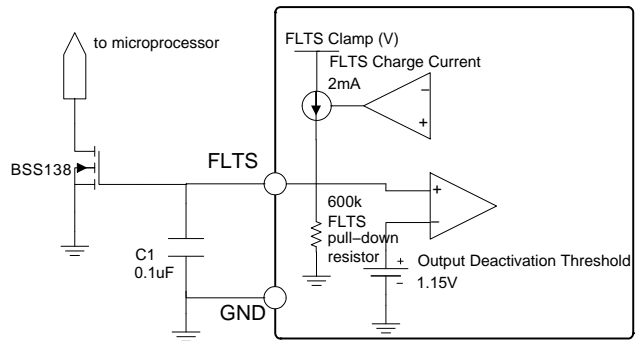 to microprocessor
FLTS Clamp (V)
FLTS Charge Current
2mA
−
+
BSS138
FLTS
C1
0.1uF
600k
FLTS
pull−down
resistor
+
−
+
−
Output Deactivation Threshold
1.15V
GND